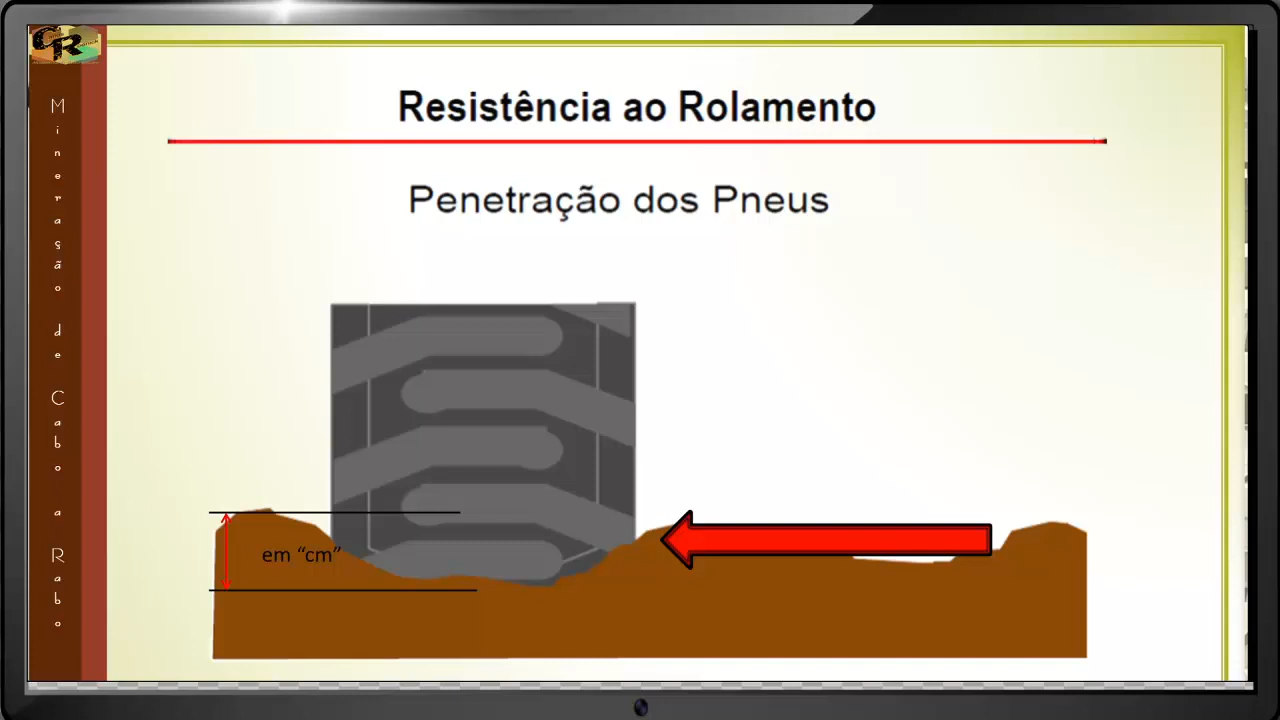 CR
Mineração de Cabo a Rabo
Resistência ao Rolamento
Penetração dos Pneus
em “cm”